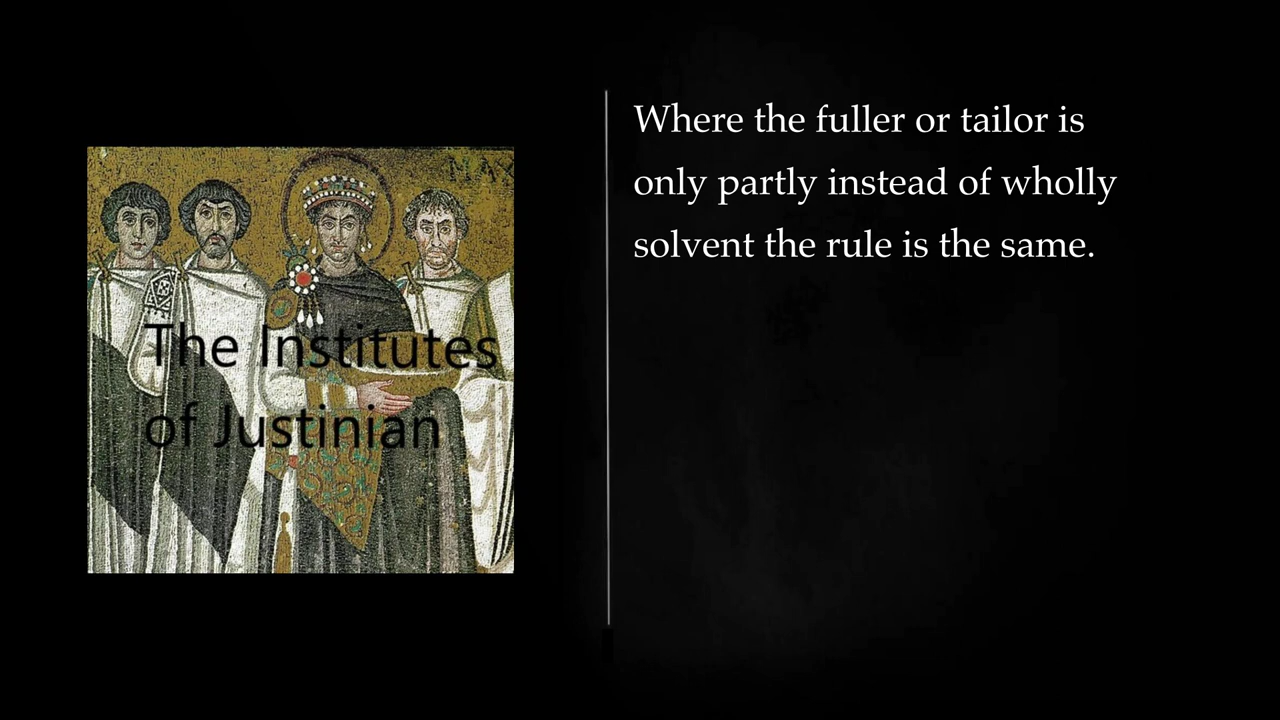 The Institutes
of Justinian
Where the fuller or tailor is
only partly instead of wholly
solvent the rule is the same.